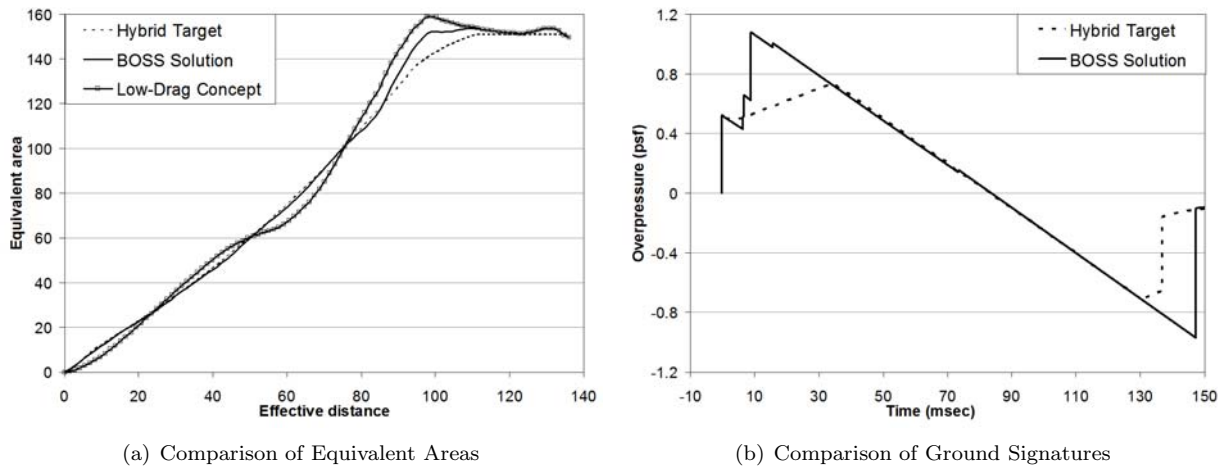 160
140
120
100
80
60
40
20
0
Equivalent area
Hybrid Target
BOSS Solution
Low-Drag Concept
0 20 40 60 80 100 120 140
Effective distance
(a) Comparison of Equivalent Areas
1.2
0.8
0.4
0
-0.4
-0.8
-1.2
Overpressure (psf)
Hybrid Target
BOSS Solution
-10 10 30 50 70 90 110 130 150
Time (msec)
(b) Comparison of Ground Signatures